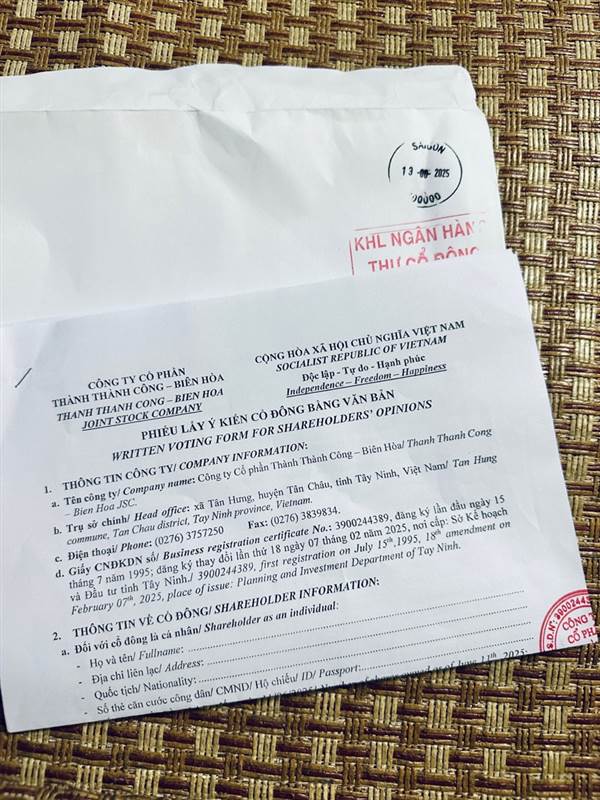 SAIGON
13 -06- 2025
00000
KHL NGÂN HÀN
THƯ CỔ ĐÔNG
CÔNG TY CỔ PHẦN
THÀNH THÀNH CÔNG – BIÊN HÒA
THANH THANH CONG – BIEN HOA
JOINT STOCK COMPANY
CỘNG HÒA XÃ HỘI CHỦ NGHĨA VIỆT NAM
SOCIALIST REPUBLIC OF VIETNAM
Độc lập - Tự do - Hạnh phúc
Independence – Freedom – Happiness
PHIẾU LẤY Ý KIẾN CỔ ĐÔNG BẰNG VĂN BẢN
WRITTEN VOTING FORM FOR SHAREHOLDERS' OPINIONS
1. THÔNG TIN CÔNG TY/ COMPANY INFORMATION:
a. Tên công ty/ Company name: Công ty Cổ phần Thành Thành Công – Biên Hòa/ Thanh Thanh Cong
– Bien Hoa JSC.
b. Trụ sở chính/ Head office: xã Tân Hưng, huyện Tân Châu, tỉnh Tây Ninh, Việt Nam/ Tan Hung
commune, Tan Chau district, Tay Ninh province, Vietnam.
c. Điện thoại/ Phone: (0276) 3757250 Fax: (0276) 3839834.
d. Giấy CNĐKDN số/ Business registration certificate No.: 3900244389, đăng ký lần đầu ngày 15
tháng 7 năm 1995; đăng ký thay đổi lần thứ 18 ngày 07 tháng 02 năm 2025, nơi cấp: Sở Kế hoạch
và Đầu tư tỉnh Tây Ninh./ 3900244389, first registration on July 15th,1995, 18th amendment on
February 07th, 2025, place of issue: Planning and Investment Department of Tay Ninh.
2. THÔNG TIN VỀ CỔ ĐÔNG/ SHAREHOLDER INFORMATION:
a. Đối với cổ đông là cá nhân/ Shareholder as an individual:
- Họ và tên/ Fullname:
- Địa chỉ liên lạc/ Address:
- Quốc tịch/ Nationality:
- Số thẻ căn cước công dân/ CMND/ Hộ chiếu/ ID/ Passport:
as of June 11th, 2025:
S.D.N: 39002443
CÔNG T
CỔ PH